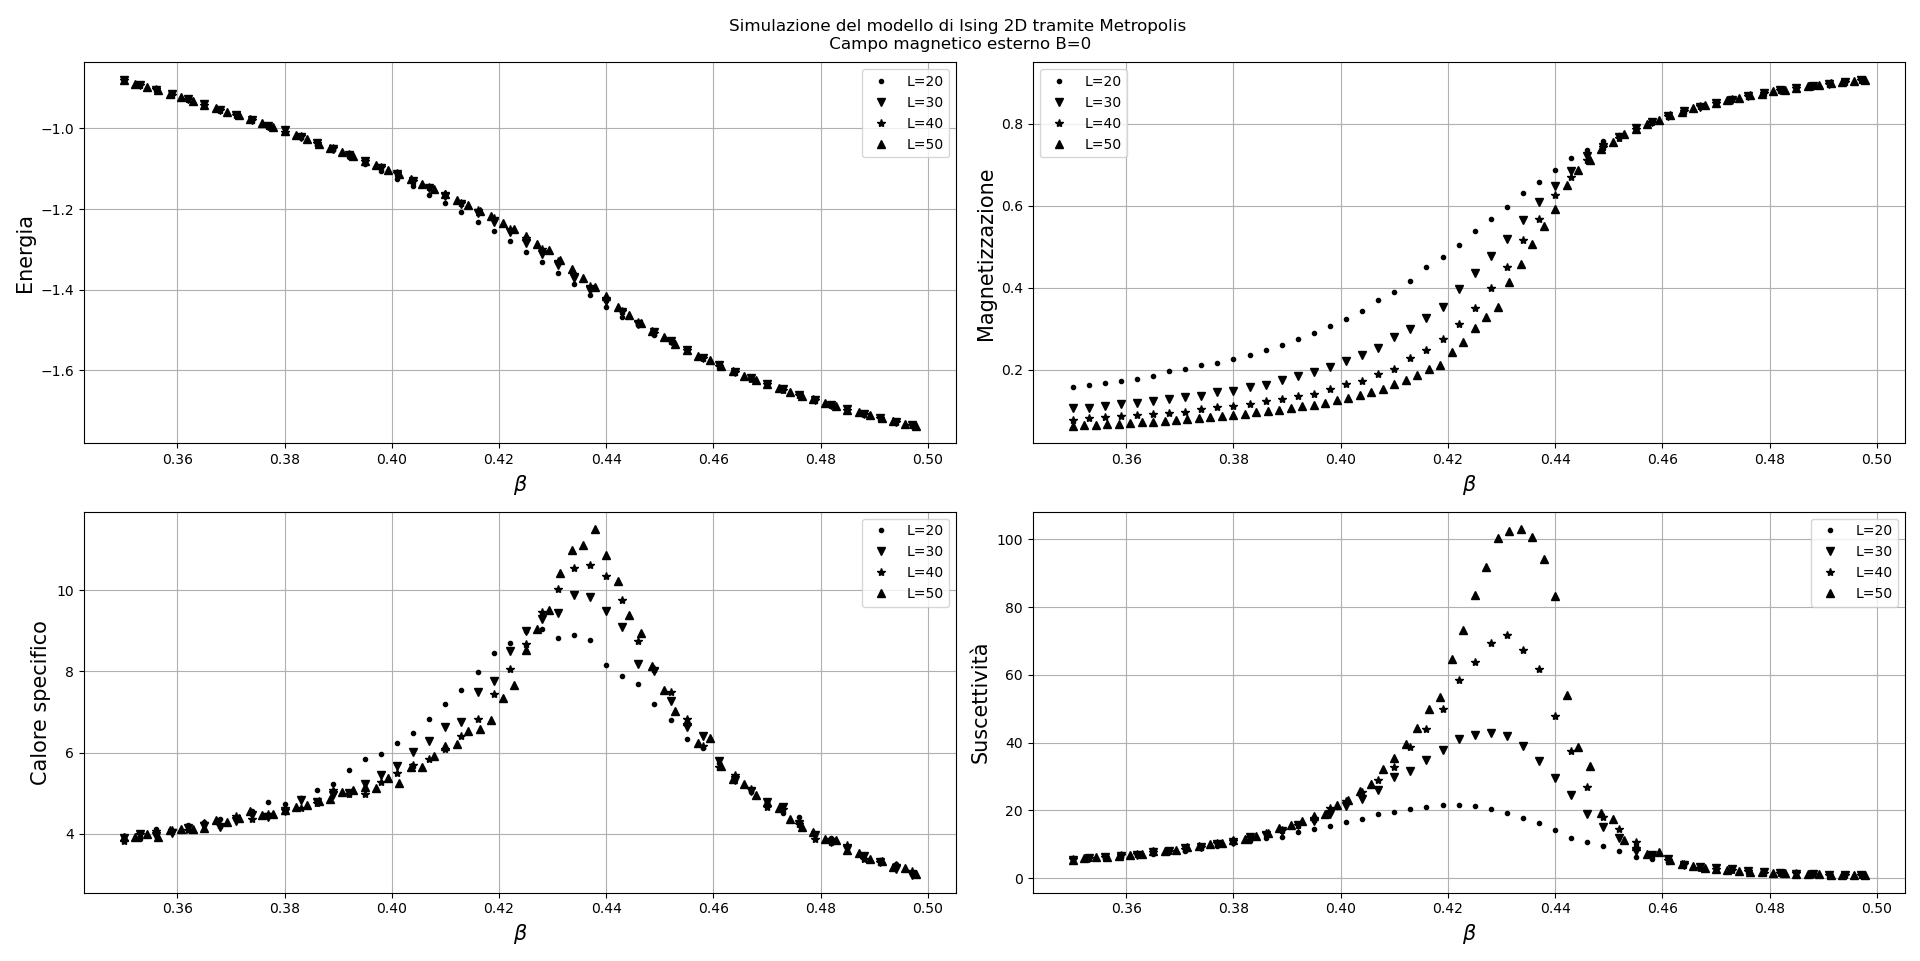 Simulazione del modello di Ising 2D tramite Metropolis
Campo magnetico esterno B=0
Energia
−1.0
−1.2
−1.4
−1.6
0.36 0.38 0.40 0.42 0.44 0.46 0.48 0.50
β
L=20
L=30
L=40
L=50
Magnetizzazione
0.8
0.6
0.4
0.2
0.36 0.38 0.40 0.42 0.44 0.46 0.48 0.50
β
L=20
L=30
L=40
L=50
Calore specifico
10
8
6
4
0.36 0.38 0.40 0.42 0.44 0.46 0.48 0.50
β
L=20
L=30
L=40
L=50
Suscettività
100
80
60
40
20
0
0.36 0.38 0.40 0.42 0.44 0.46 0.48 0.50
β
L=20
L=30
L=40
L=50